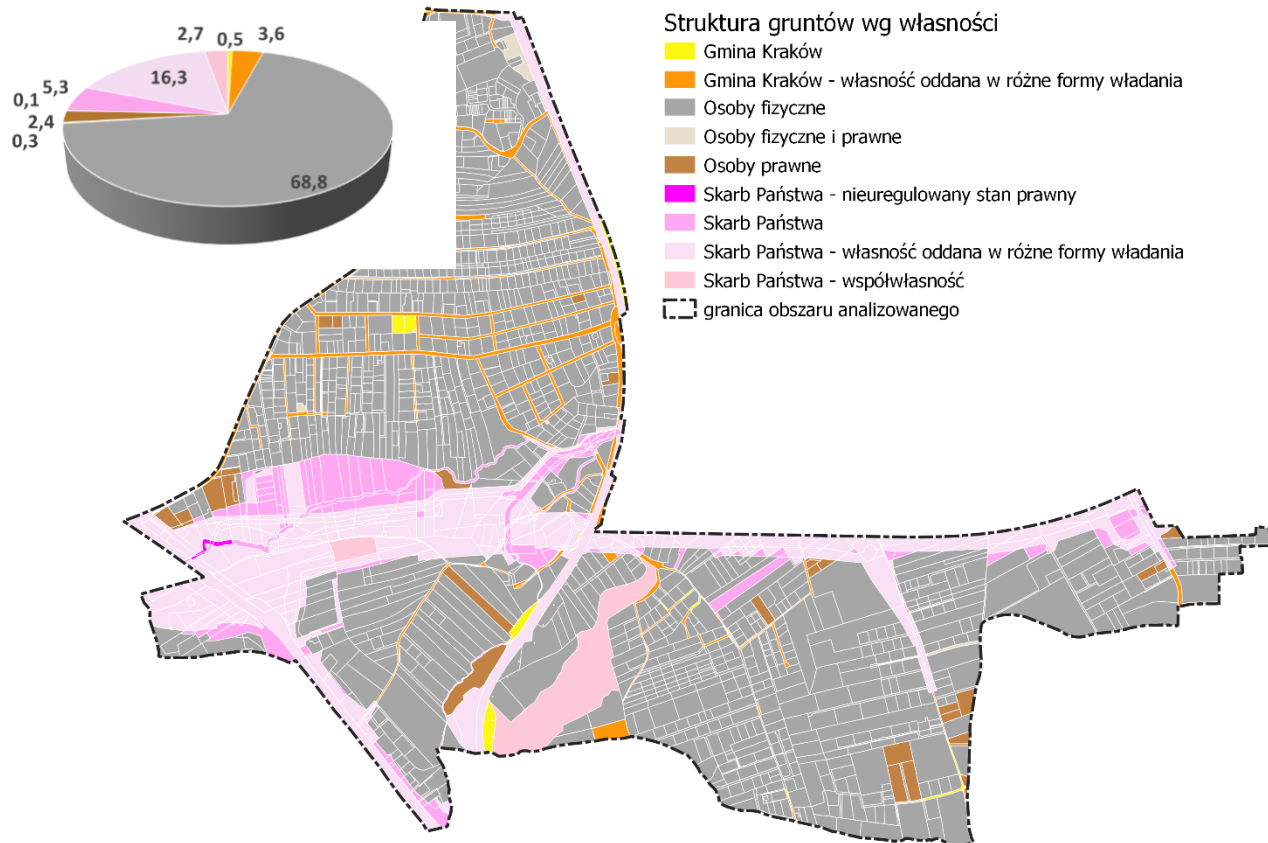 2,7
0,5
3,6
5,3
16,3
0,1
2,4
0,3
68,8
Struktura gruntów wg własności
Gmina Kraków
Gmina Kraków - własność oddana w różne formy władania
Osoby fizyczne
Osoby fizyczne i prawne
Osoby prawne
Skarb Państwa - nieuregulowany stan prawny
Skarb Państwa
Skarb Państwa - własność oddana w różne formy władania
Skarb Państwa - współwłasność
granica obszaru analizowanego